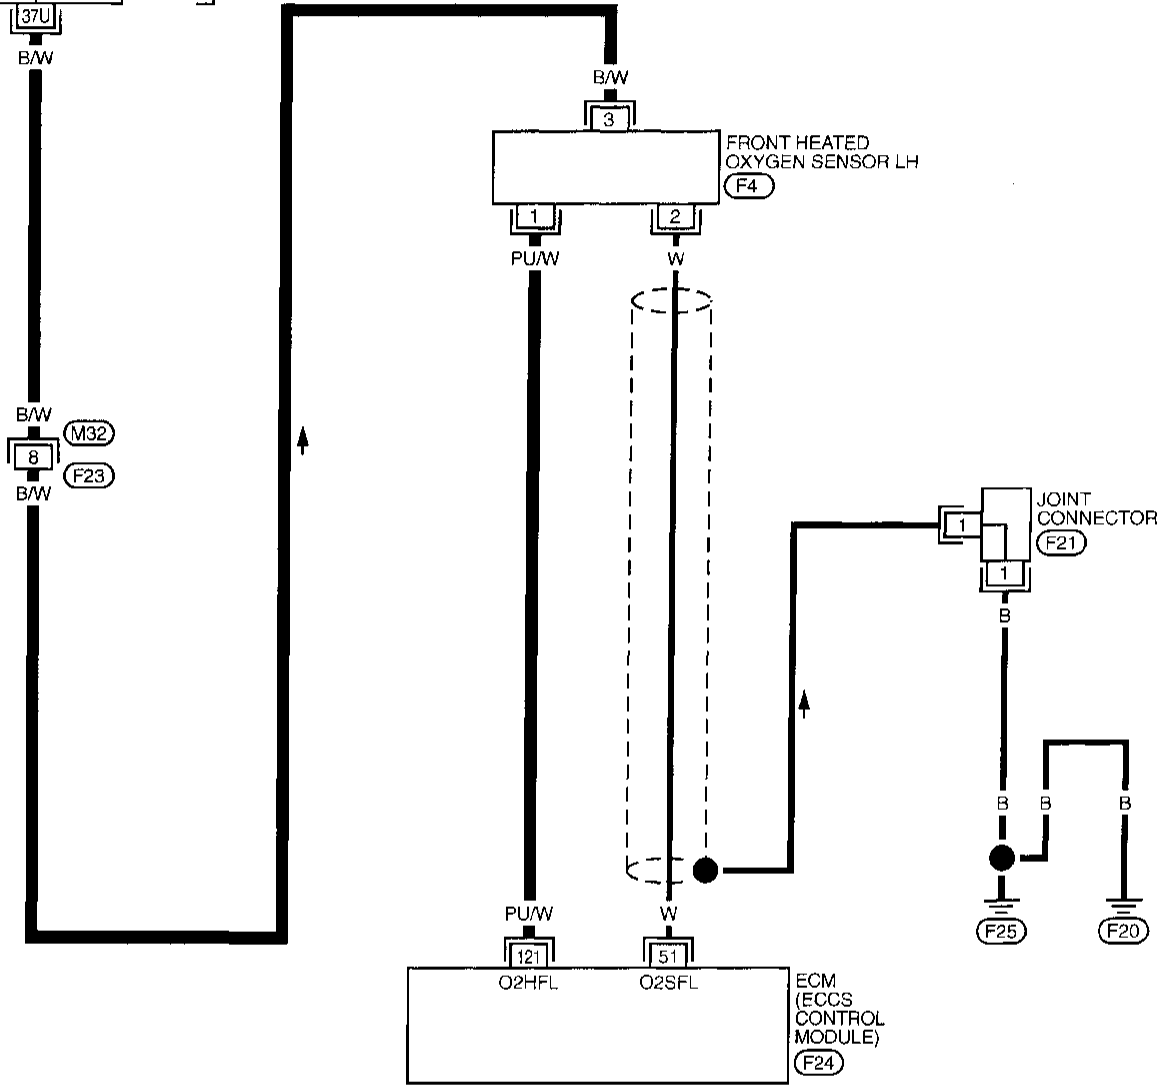 37U
B/W
B/W
3
FRONT HEATED
OXYGEN SENSOR LH
F4
1
2
PU/W
W
B/W
M32
8
F23
B/W
JOINT
CONNECTOR
F21
1
1
B
B
B
B
F25
F20
PU/W
W
121
51
O2HFL
O2SFL
ECM
(ECCS
CONTROL
MODULE)
F24